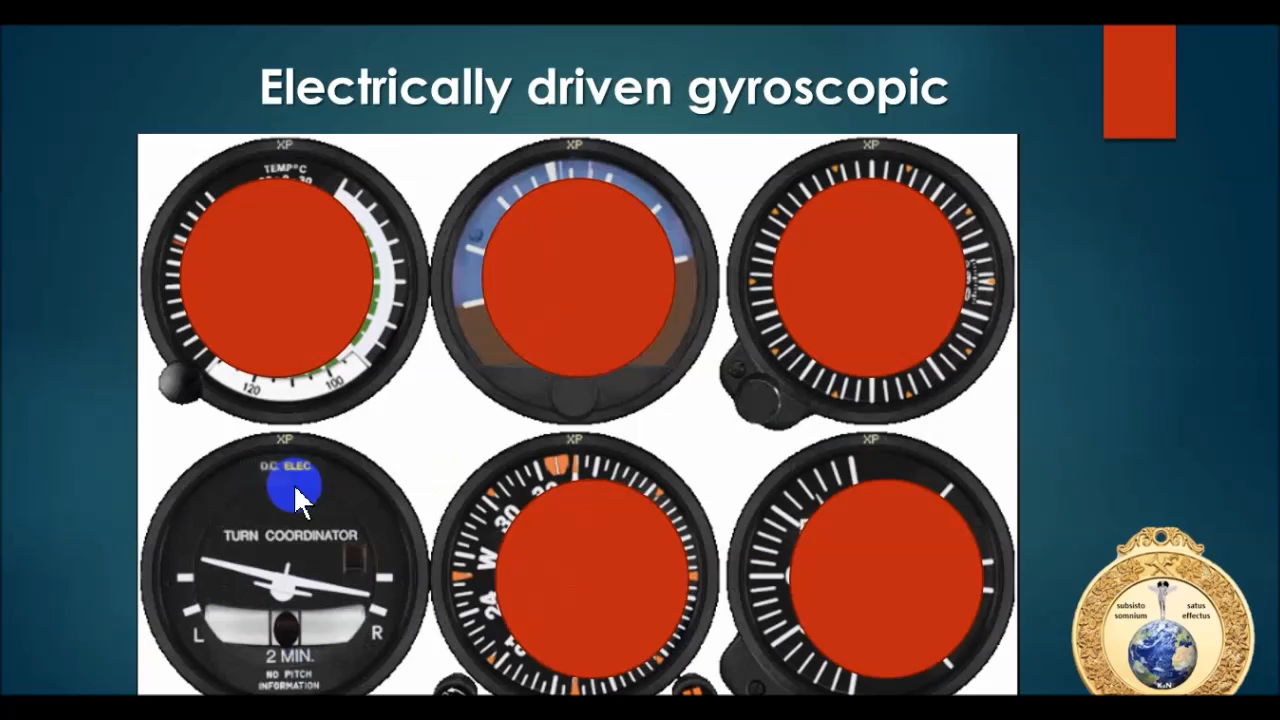 Electrically driven gyroscopic
XP
XP
XP
TEMP°C
120
100
XP
XP
XP
D.C. ELEC.
TURN COORDINATOR
L
R
2 MIN.
NO PITCH
INFORMATION
30
W
24
subsisto
somnium
satus
effectus